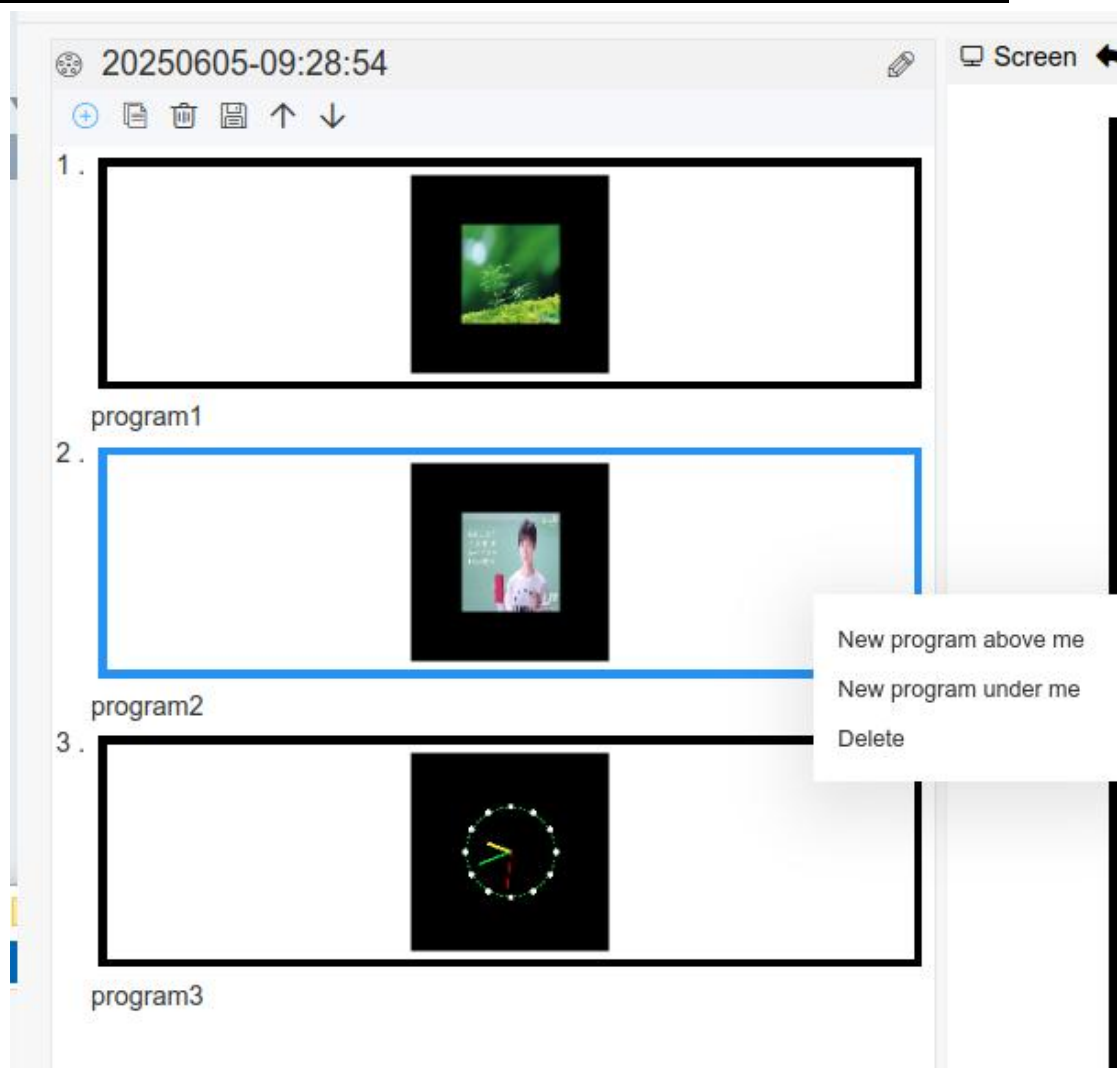 20250605-09:28:54
Screen
1 .
program1
2 .
New program above me
New program under me
program2
Delete
3 .
program3